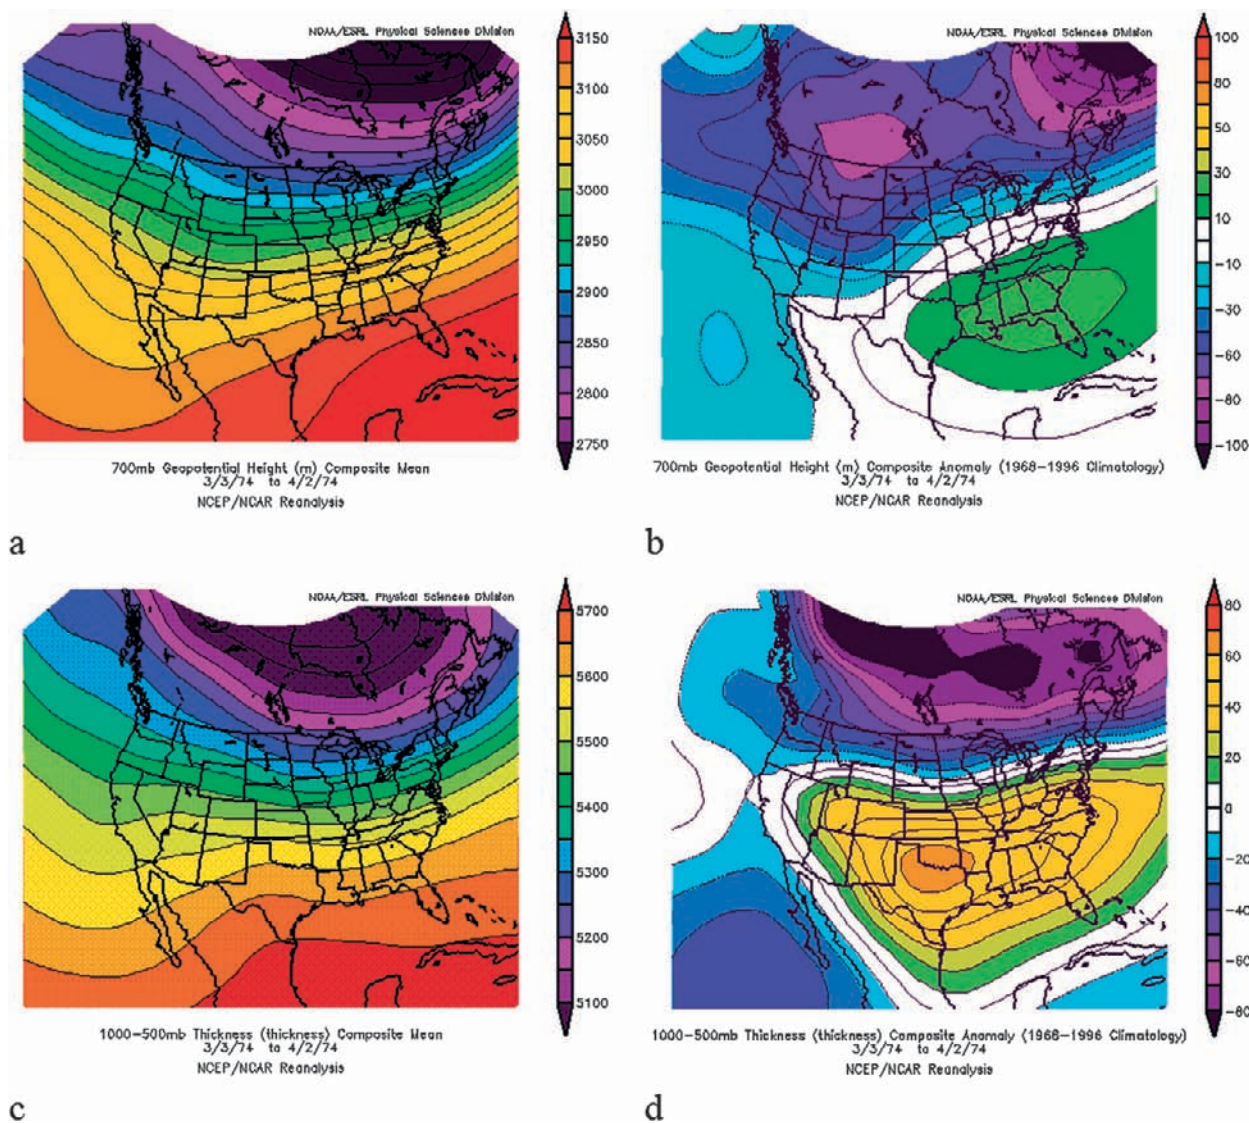 NOAA/ESRL Physical Sciences Division
3150
3100
3050
3000
2950
2900
2850
2800
2750
700mb Geopotential Height (m) Composite Mean
3/3/74 to 4/2/74
NCEP/NCAR Reanalysis
a
NOAA/ESRL Physical Sciences Division
100
80
50
30
10
-10
-30
-60
-80
-100
700mb Geopotential Height (m) Composite Anomaly (1968-1996 Climatology)
3/3/74 to 4/2/74
NCEP/NCAR Reanalysis
b
NOAA/ESRL Physical Sciences Division
5700
5600
5500
5400
5300
5200
5100
1000-500mb Thickness (thickness) Composite Mean
3/3/74 to 4/2/74
NCEP/NCAR Reanalysis
c
NOAA/ESRL Physical Sciences Division
80
60
40
20
0
-20
-40
-60
-80
1000-500mb Thickness (thickness) Composite Anomaly (1968-1996 Climatology)
3/3/74 to 4/2/74
NCEP/NCAR Reanalysis
d